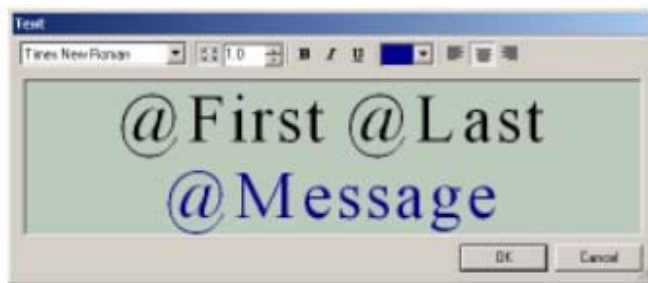 Text
Times New Roman 1.0 B I U
@First @Last
@Message
OK Cancel